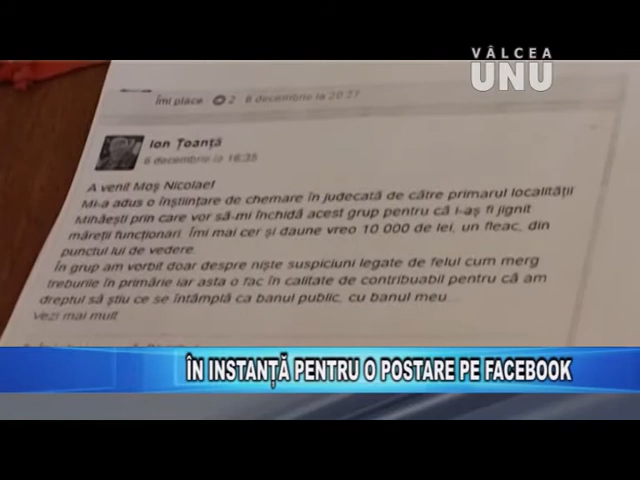 VÂLCEA
UNU
Îmi place · 2 · 6 decembrie la 20:27
Ion Țoanță
6 decembrie la 16:35
A venit Moș Nicolae!
Mi-a adus o înștiințare de chemare în judecată de către primarul localității
Mihăești prin care vor să-mi închidă acest grup pentru că i-aș fi jignit
măreții funcționari. Îmi mai cer și daune vreo 10 000 de lei, un fleac, din
punctul lui de vedere.
În grup am vorbit doar despre niște suspiciuni legate de felul cum merg
treburile în primărie iar asta o fac în calitate de contribuabil pentru că am
dreptul să știu ce se întâmplă ca banul public, cu banul meu...
Vezi mai mult
ÎN INSTANȚĂ PENTRU O POSTARE PE FACEBOOK